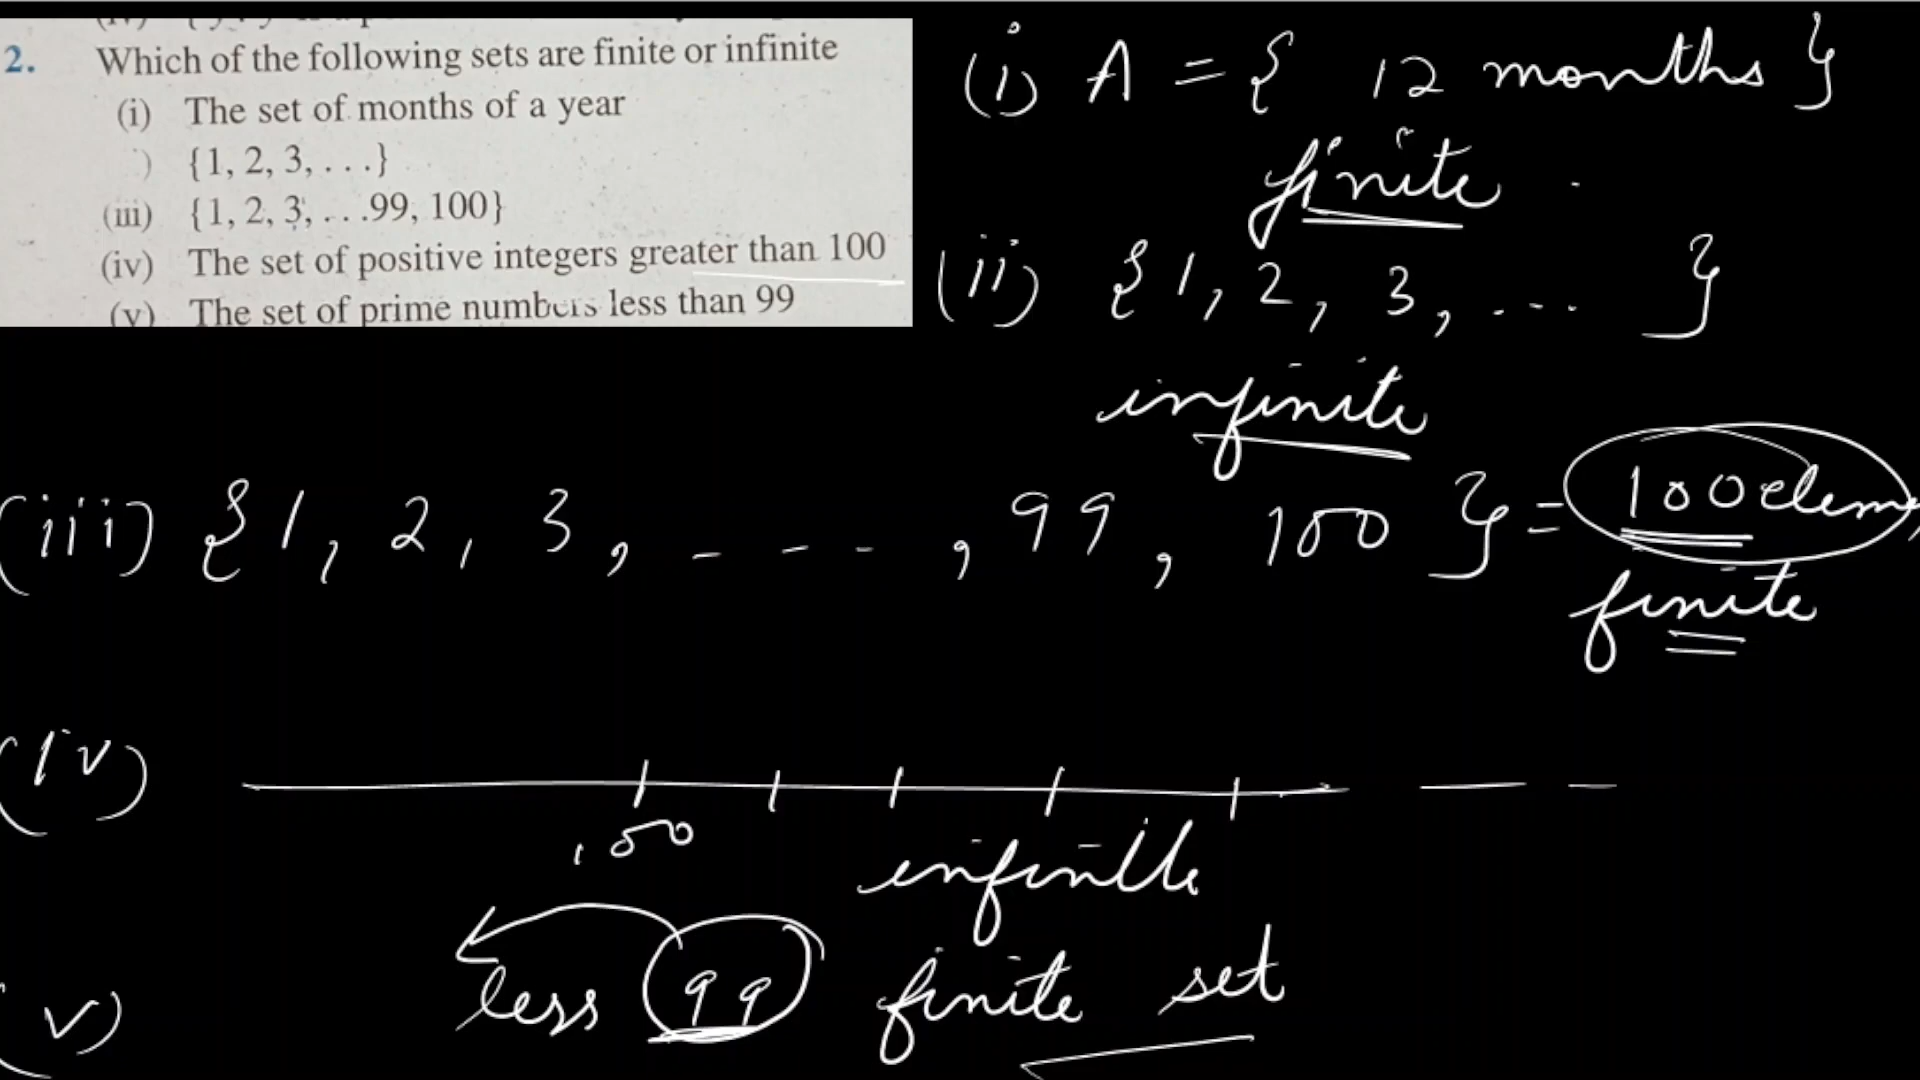 2. Which of the following sets are finite or infinite
(i) The set of months of a year
) {1, 2, 3, . . .}
(iii) {1, 2, 3, . . .99, 100}
(iv) The set of positive integers greater than 100
(v) The set of prime numbers less than 99
(i) A = { 12 months }
finite
(ii) {1, 2, 3, .... }
infinite
(iii) {1, 2, 3, - - - , 99, 100 } = 100 elem
finite
(iv)
100
infinite
(v) less 99 finite set